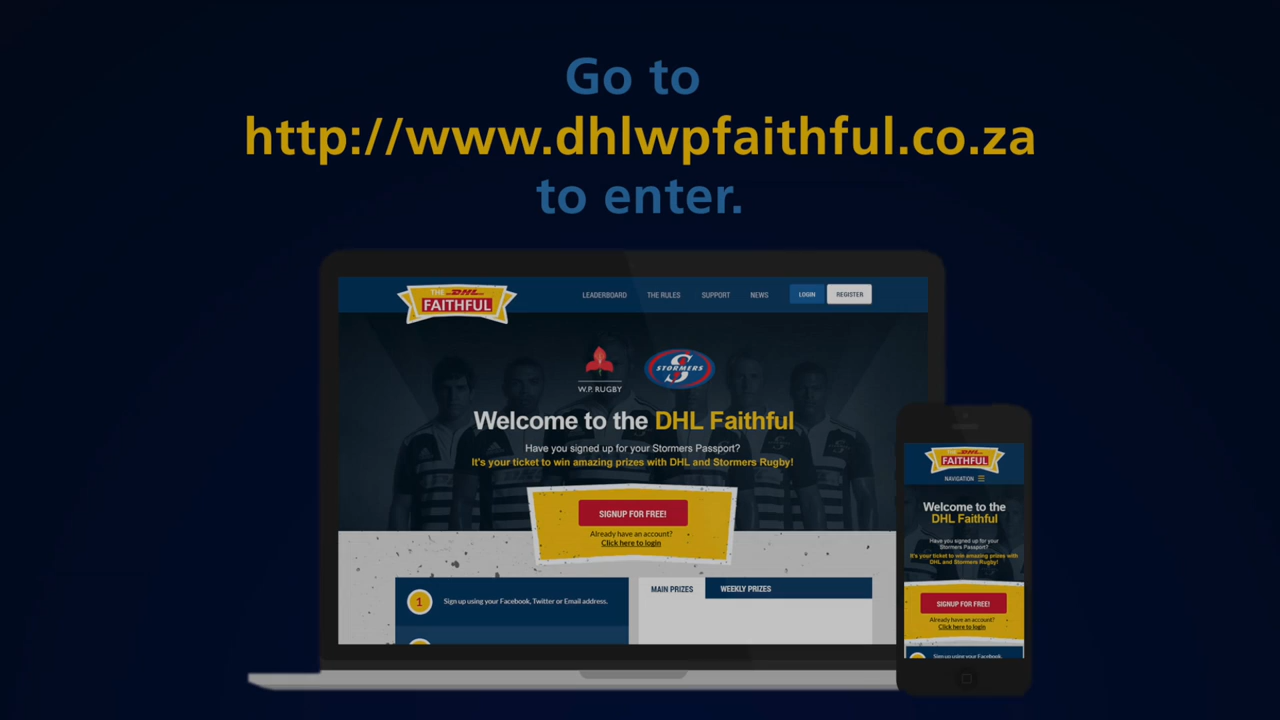 Go to
http://www.dhlwpfaithful.co.za
to enter.
THE DHL
FAITHFUL
LEADERBOARD THE RULES SUPPORT NEWS LOGIN REGISTER
W.P. RUGBY
STORMERS
Welcome to the DHL Faithful
Have you signed up for your Stormers Passport?
It's your ticket to win amazing prizes with DHL and Stormers Rugby!
SIGNUP FOR FREE!
Already have an account?
Click here to login
1 Sign up using your Facebook, Twitter or Email address.
MAIN PRIZES WEEKLY PRIZES
THE DHL
FAITHFUL
NAVIGATION
Welcome to the
DHL Faithful
Have you signed up for your
Stormers Passport?
It's your ticket to win amazing prizes with
DHL and Stormers Rugby!
SIGNUP FOR FREE!
Already have an account?
Click here to login
Sign up using your Facebook,